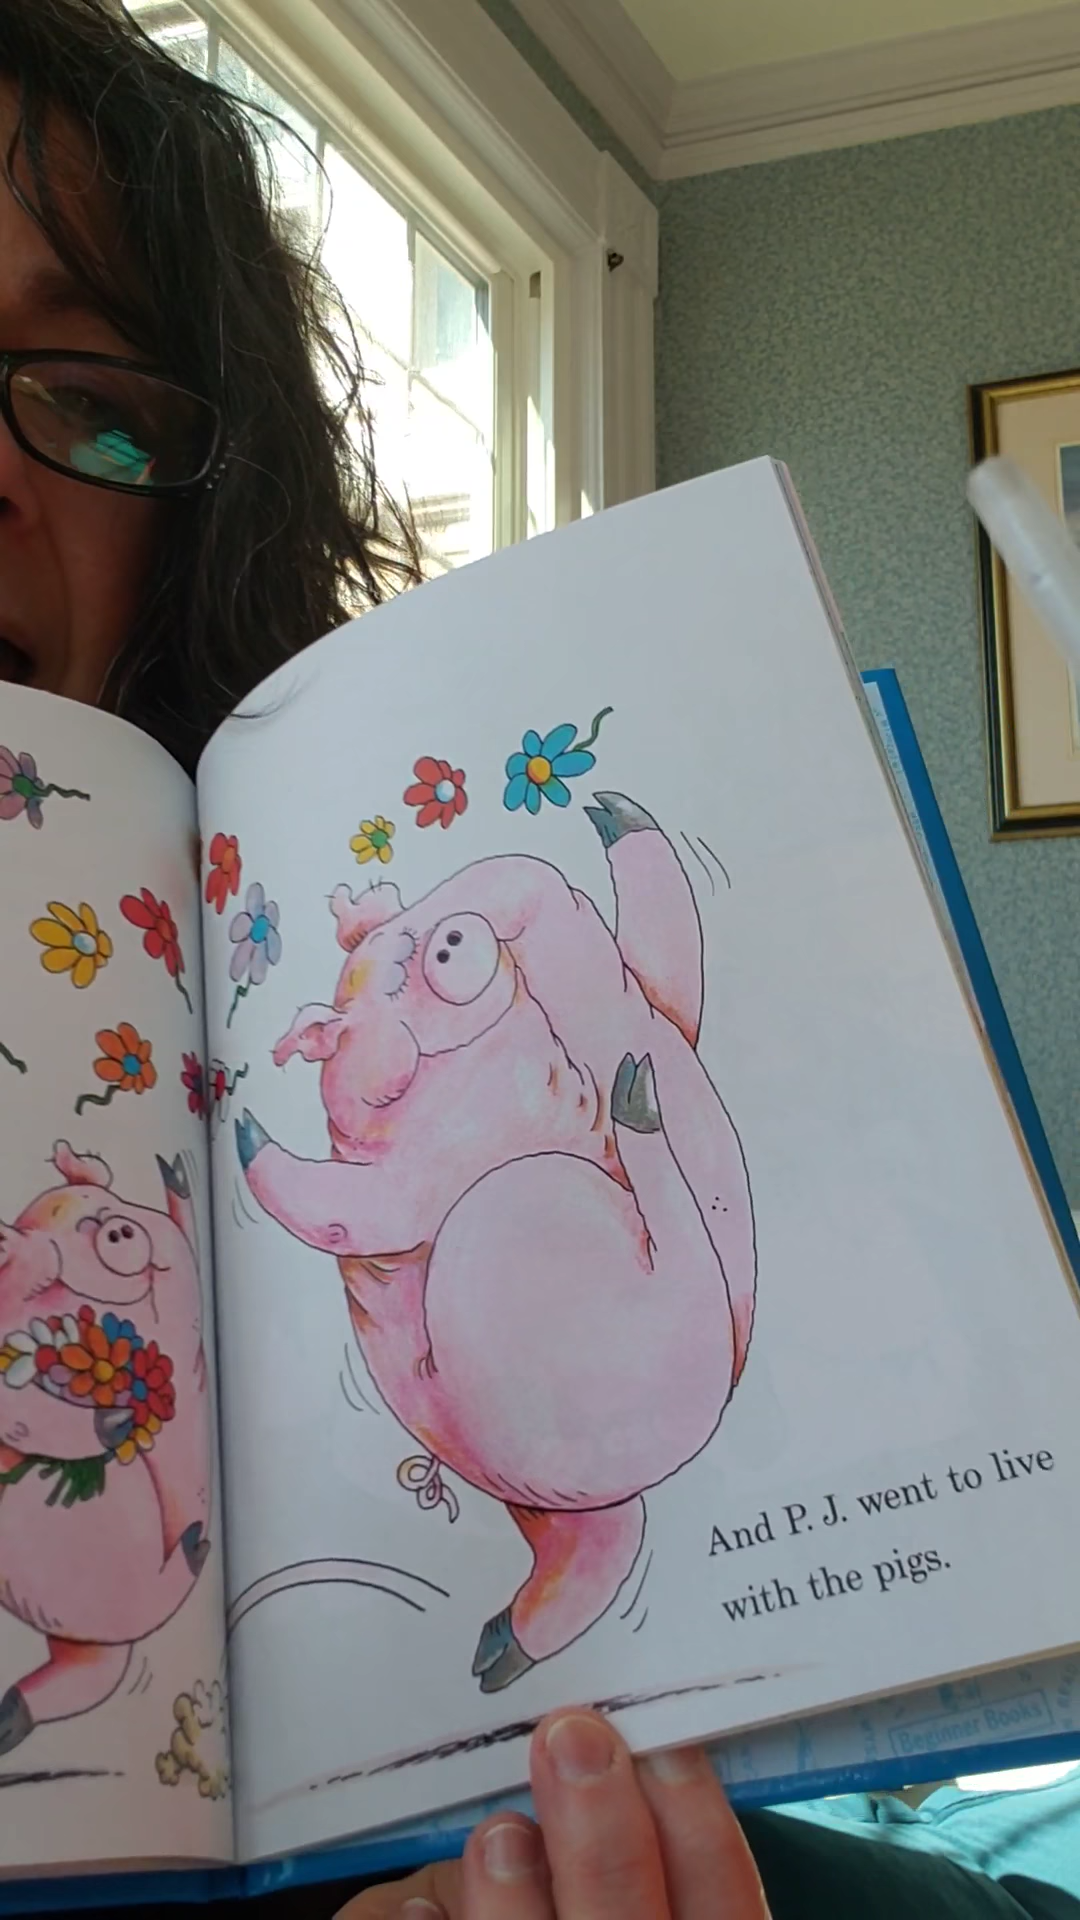 And P. J. went to live
with the pigs.
Beginner Books